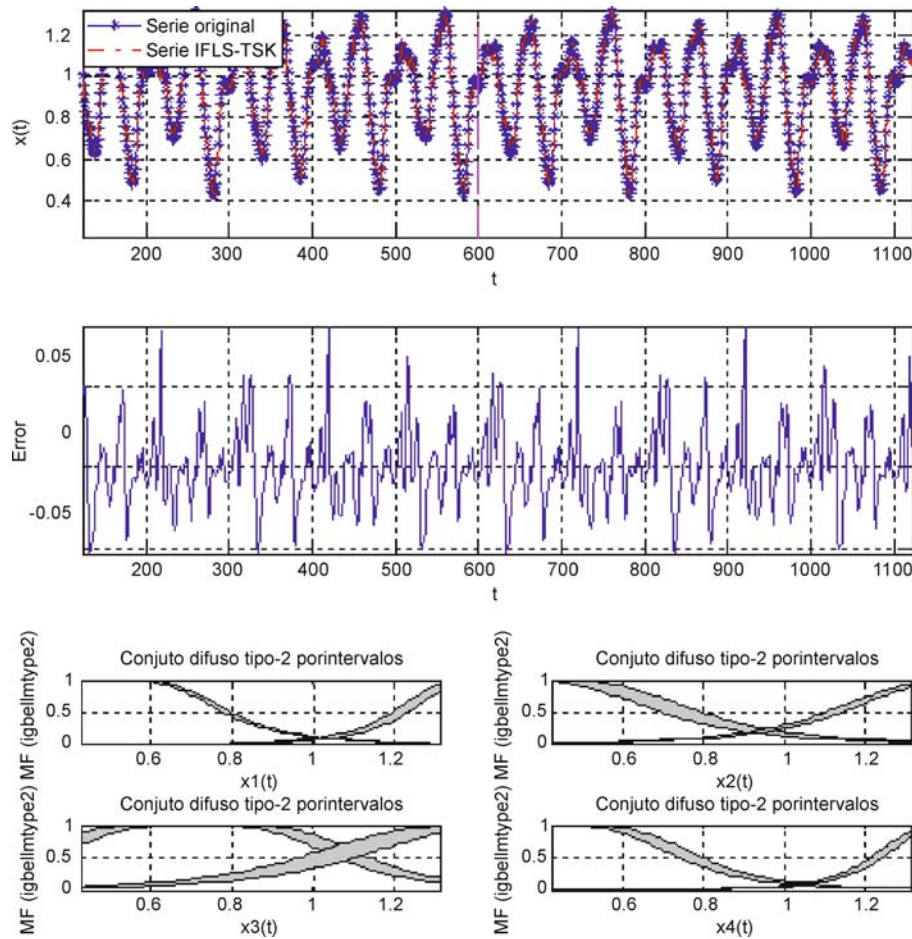 Serie original
Serie IFLS-TSK
x(t)
1.2
1
0.8
0.6
0.4
200 300 400 500 600 700 800 900 1000 1100
t
Error
0.05
0
-0.05
200 300 400 500 600 700 800 900 1000 1100
t
Conjuto difuso tipo-2 porintervalos
MF (igbellmtype2)
1
0.5
0
0.6 0.8 1 1.2
x1(t)
Conjuto difuso tipo-2 porintervalos
MF (igbellmtype2)
1
0.5
0
0.6 0.8 1 1.2
x2(t)
Conjuto difuso tipo-2 porintervalos
MF (igbellmtype2)
1
0.5
0
0.6 0.8 1 1.2
x3(t)
Conjuto difuso tipo-2 porintervalos
MF (igbellmtype2)
1
0.5
0
0.6 0.8 1 1.2
x4(t)